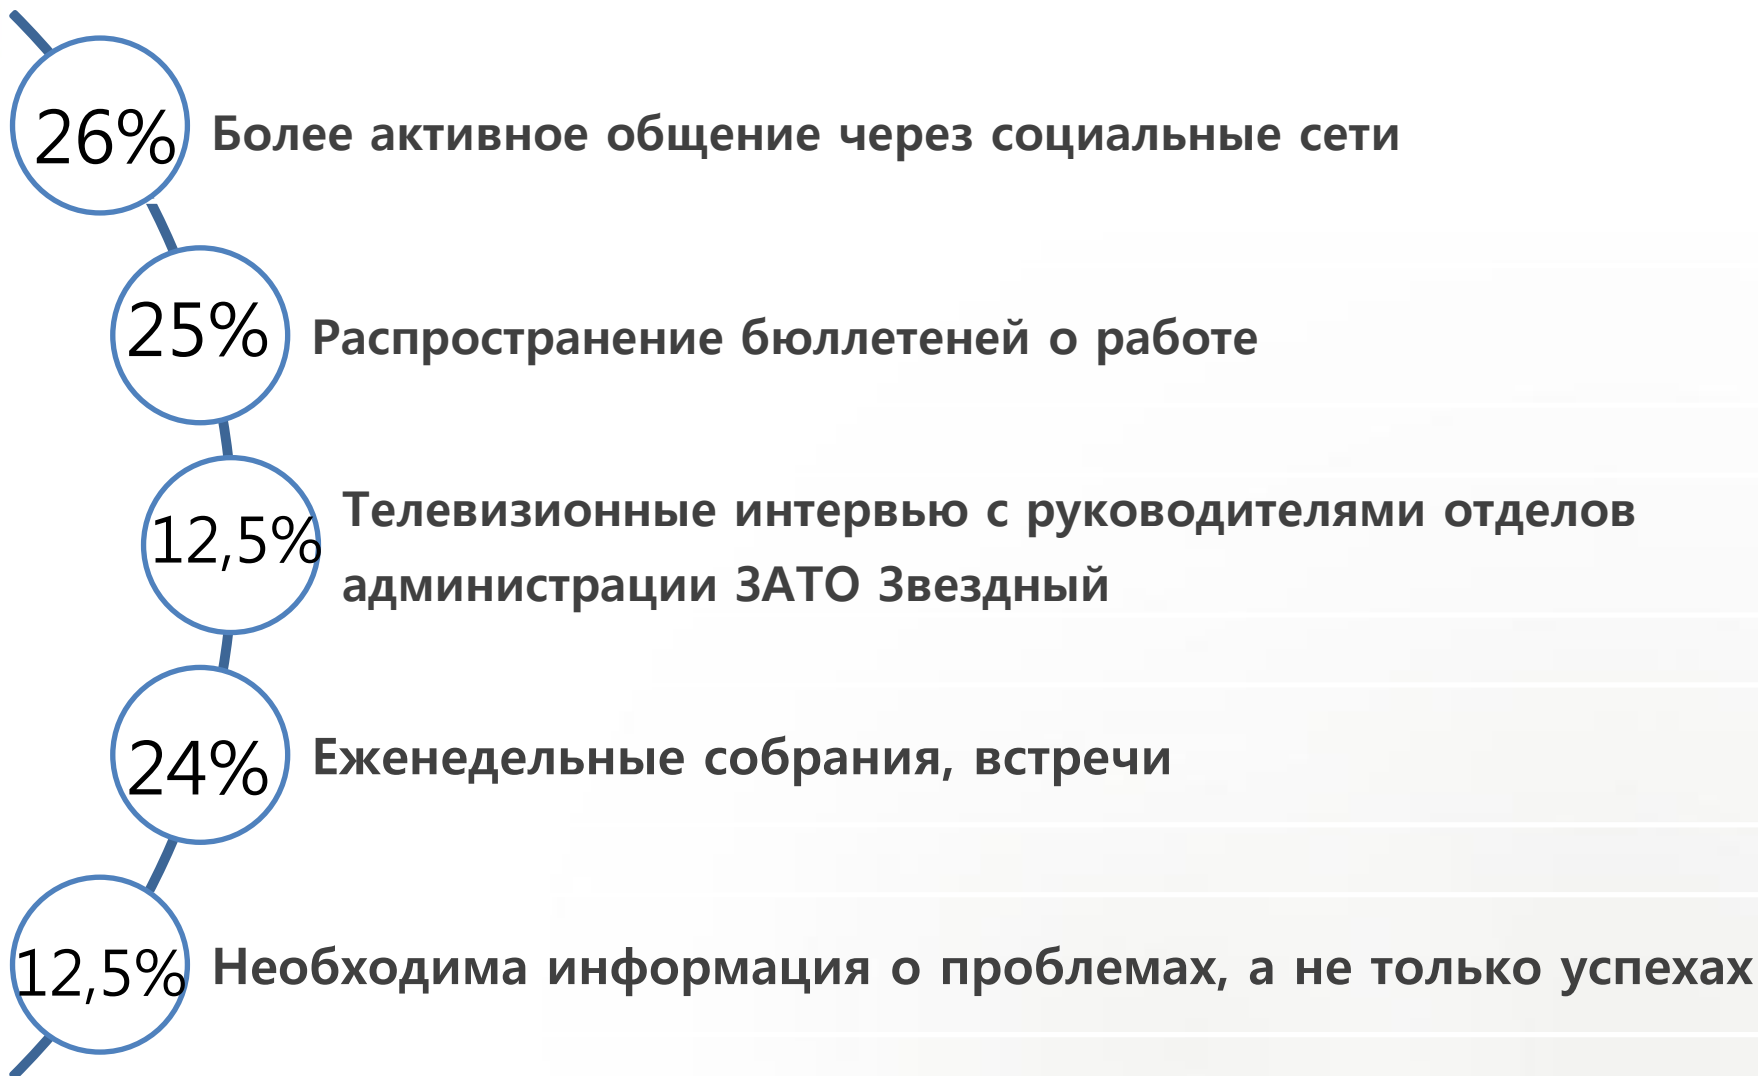 26%
Более активное общение через социальные сети
25%
Распространение бюллетеней о работе
12,5%
Телевизионные интервью с руководителями отделов
администрации ЗАТО Звездный
24%
Еженедельные собрания, встречи
12,5%
Необходима информация о проблемах, а не только успехах